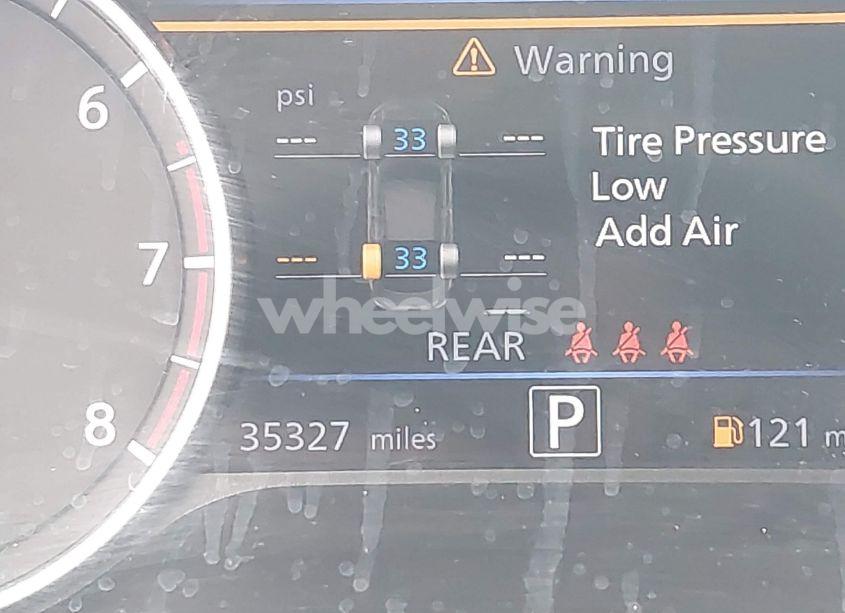 6
7
8
⚠ Warning
psi
--- 33 ---
--- 33 ---
Tire Pressure
Low
Add Air
wheelwise
REAR
35327 miles
P
121 m